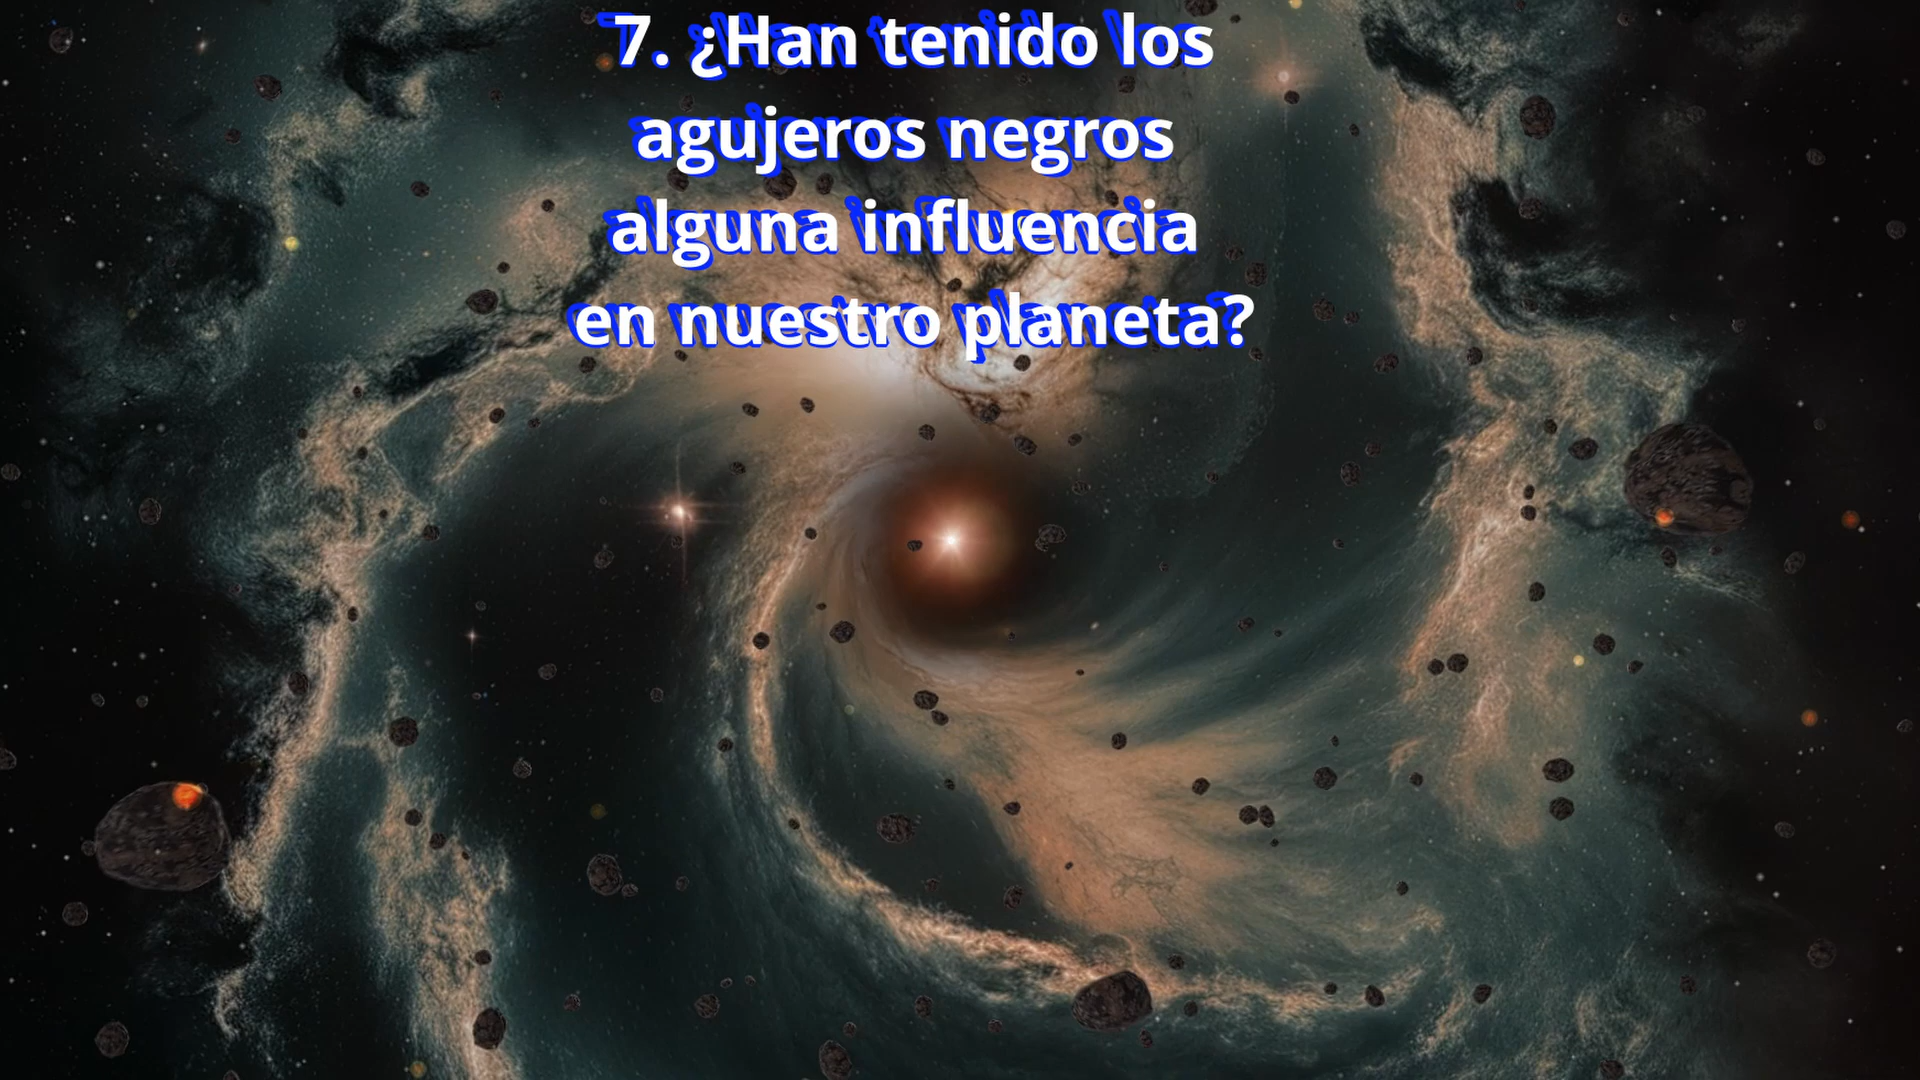 7. ¿Han tenido los
agujeros negros
alguna influencia
en nuestro planeta?